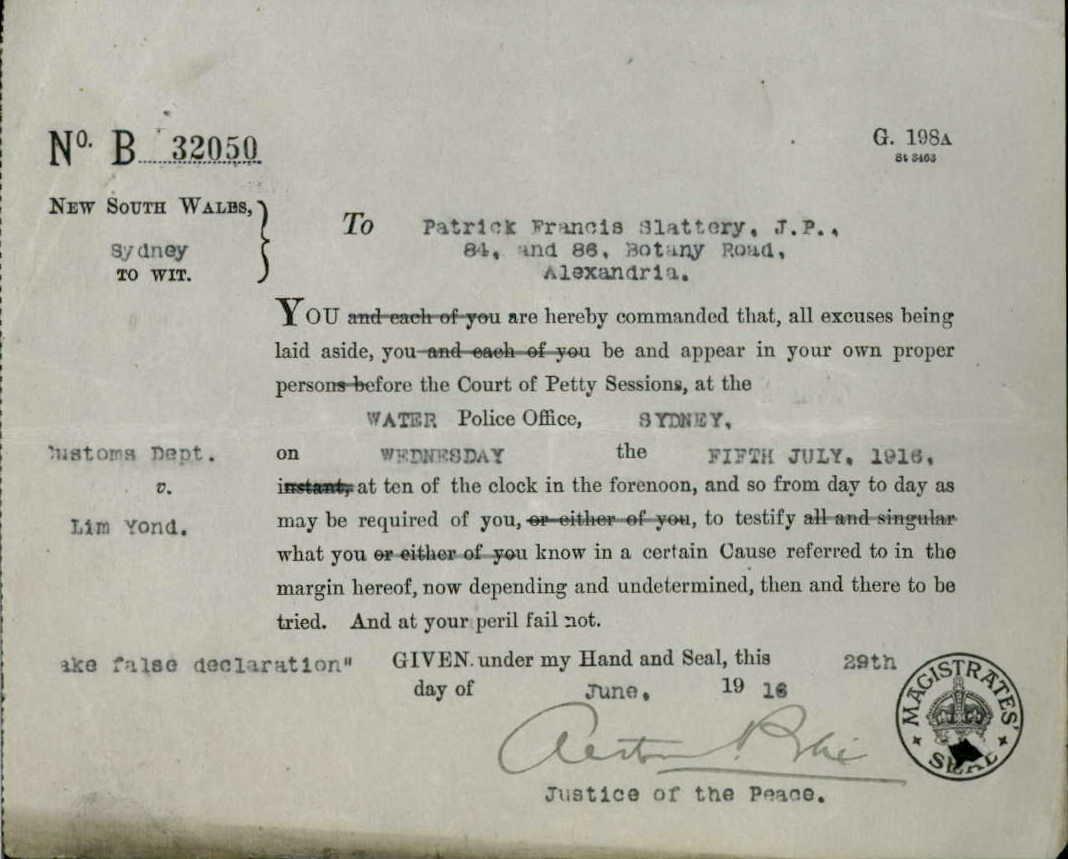 No. B 32050
G. 198A
St 3463
NEW SOUTH WALES,
Sydney
TO WIT.
To Patrick Francis Slattery, J.P.,
84, and 86, Botany Road,
Alexandria.
YOU and each of you are hereby commanded that, all excuses being
laid aside, you and each of you be and appear in your own proper
persons before the Court of Petty Sessions, at the
WATER Police Office, SYDNEY,
Customs Dept. on WEDNESDAY the FIFTH JULY, 1916,
v. instant, at ten of the clock in the forenoon, and so from day to day as
Lim Yond. may be required of you, or either of you, to testify all and singular
what you or either of you know in a certain Cause referred to in the
margin hereof, now depending and undetermined, then and there to be
tried. And at your peril fail not.
ake false declaration" GIVEN under my Hand and Seal, this 29th
day of June, 19 16
Justice of the Peace.
MAGISTRATES' SEAL